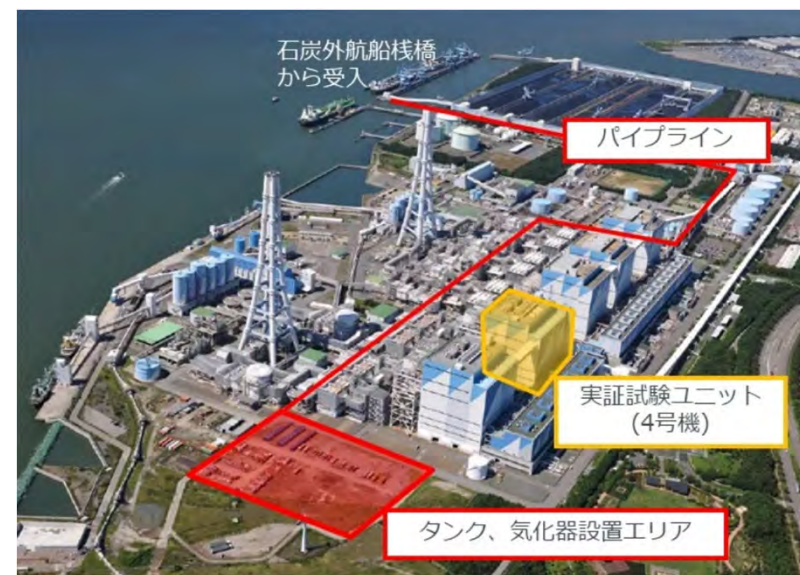 石炭外航船桟橋
から受入
パイプライン
実証試験ユニット
(4号機)
タンク、気化器設置エリア